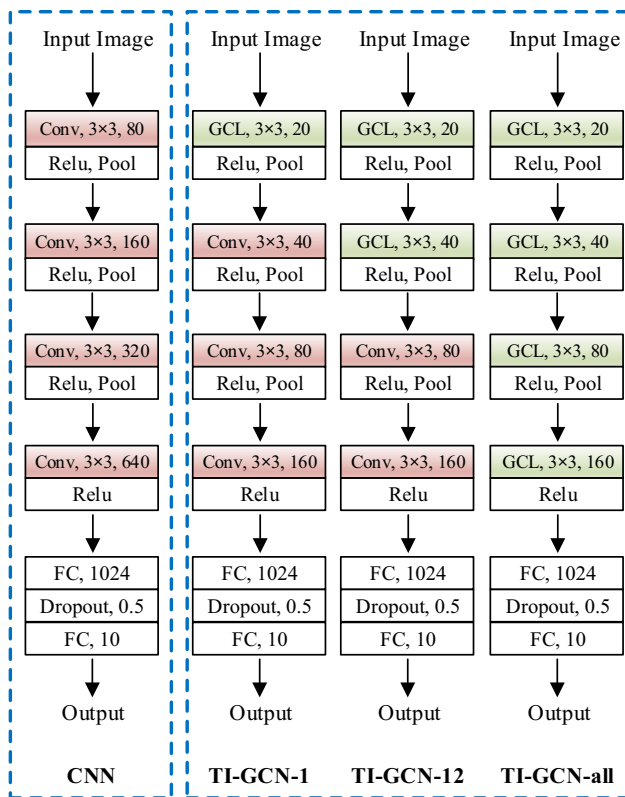 Input Image
Conv, 3×3, 80
Relu, Pool
Conv, 3×3, 160
Relu, Pool
Conv, 3×3, 320
Relu, Pool
Conv, 3×3, 640
Relu
FC, 1024
Dropout, 0.5
FC, 10
Output
CNN
Input Image
GCL, 3×3, 20
Relu, Pool
Conv, 3×3, 40
Relu, Pool
Conv, 3×3, 80
Relu, Pool
Conv, 3×3, 160
Relu
FC, 1024
Dropout, 0.5
FC, 10
Output
TI-GCN-1
Input Image
GCL, 3×3, 20
Relu, Pool
GCL, 3×3, 40
Relu, Pool
Conv, 3×3, 80
Relu, Pool
Conv, 3×3, 160
Relu
FC, 1024
Dropout, 0.5
FC, 10
Output
TI-GCN-12
Input Image
GCL, 3×3, 20
Relu, Pool
GCL, 3×3, 40
Relu, Pool
GCL, 3×3, 80
Relu, Pool
GCL, 3×3, 160
Relu
FC, 1024
Dropout, 0.5
FC, 10
Output
TI-GCN-all